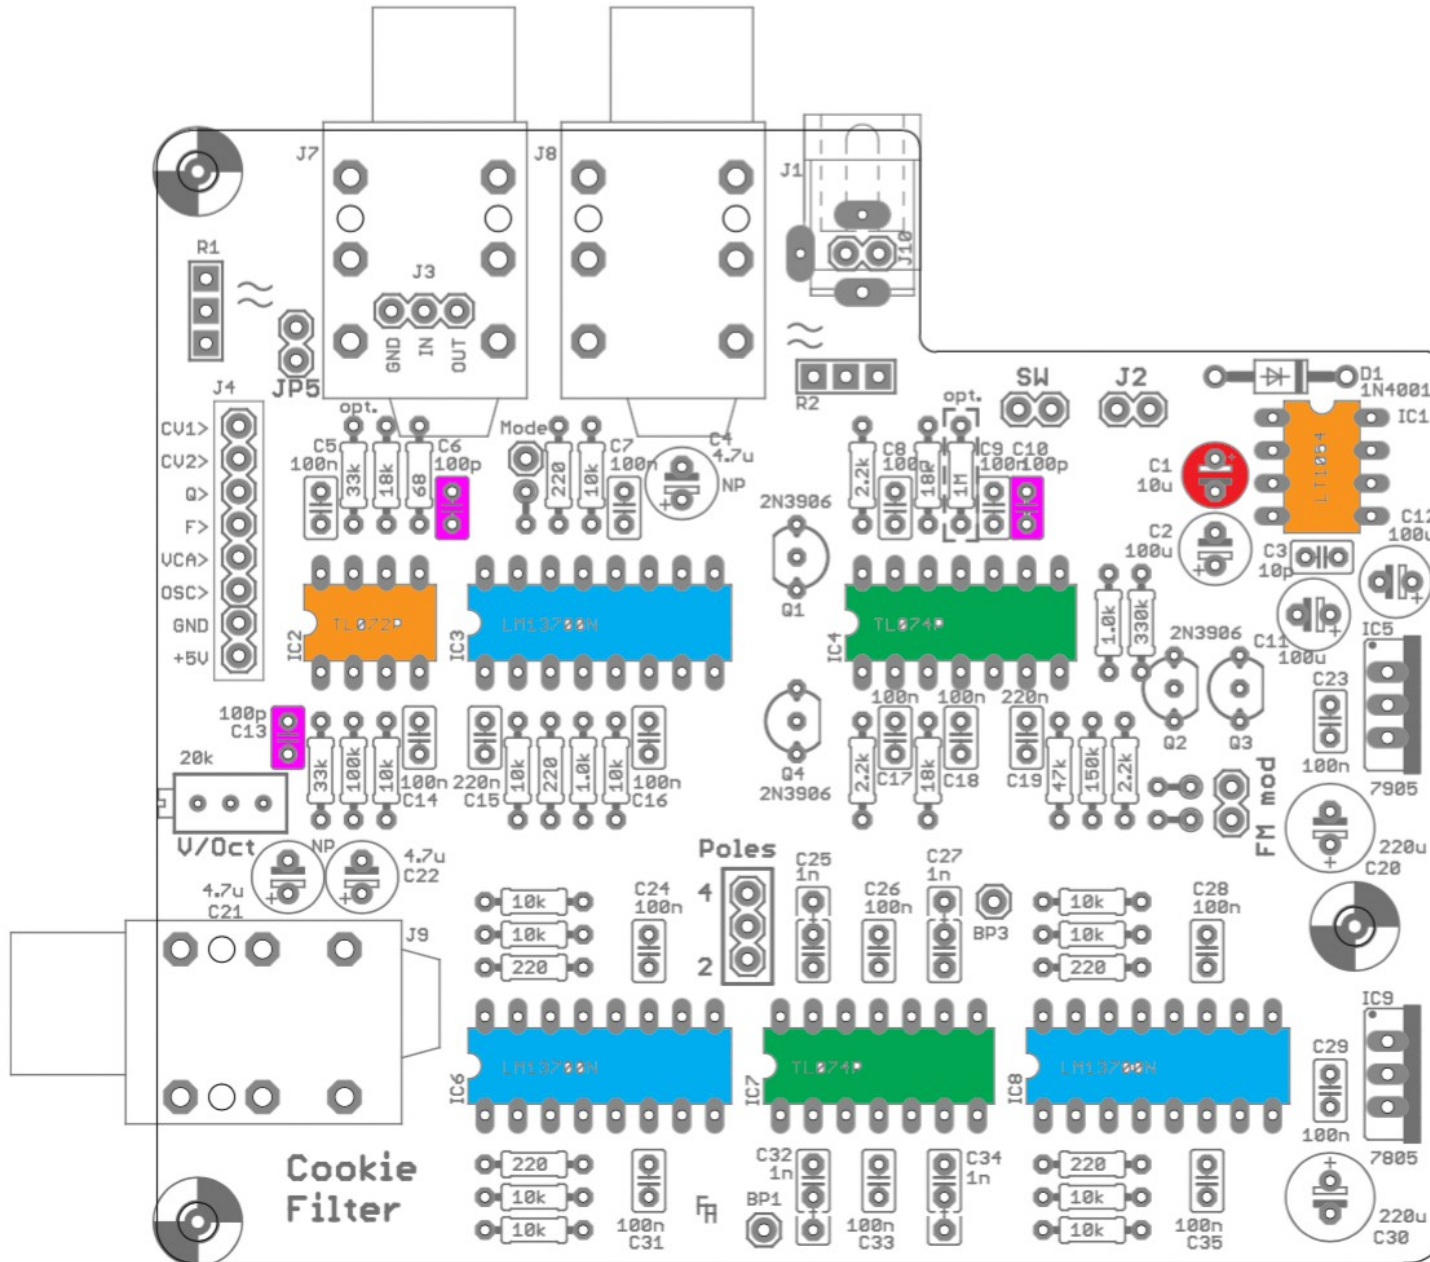 J7
J8
J1
J10
R1
J3
GND
IN
OUT
JP5
R2
SW
J2
D1
1N4001
IC1
J4
CV1>
CV2>
Q>
F>
VCA>
OSC>
GND
+5V
opt.
C5
100n
33k
18k
68
C6
100p
Mode
220
10k
C7
100n
C4
4.7u
NP
2N3906
Q1
2.2k
C8
100n
18k
opt.
1M
C9
100n
C10
100p
C1
10u
LT1054
C2
100u
C3
10p
C12
100u
C11
100u
IC2
TL072P
IC3
LM13700N
IC4
TL074P
1.0k
330k
2N3906
Q2
Q3
IC5
C23
100n
7905
100p
C13
33k
100k
10k
100n
C14
220n
C15
10k
220
1.0k
10k
100n
C16
Q4
2N3906
2.2k
100n
C17
18k
100n
C18
220n
C19
47k
150k
2.2k
FM mod
220u
C20
20k
V/Oct
NP
4.7u
C21
4.7u
C22
J9
Poles
4
2
10k
10k
220
C24
100n
C25
1n
C26
100n
C27
1n
BP3
10k
10k
220
C28
100n
IC6
LM13700N
IC7
TL074P
IC8
LM13700N
IC9
C29
100n
7805
Cookie
Filter
220
10k
10k
100n
C31
FA
BP1
C32
1n
100n
C33
C34
1n
220
10k
10k
100n
C35
220u
C30